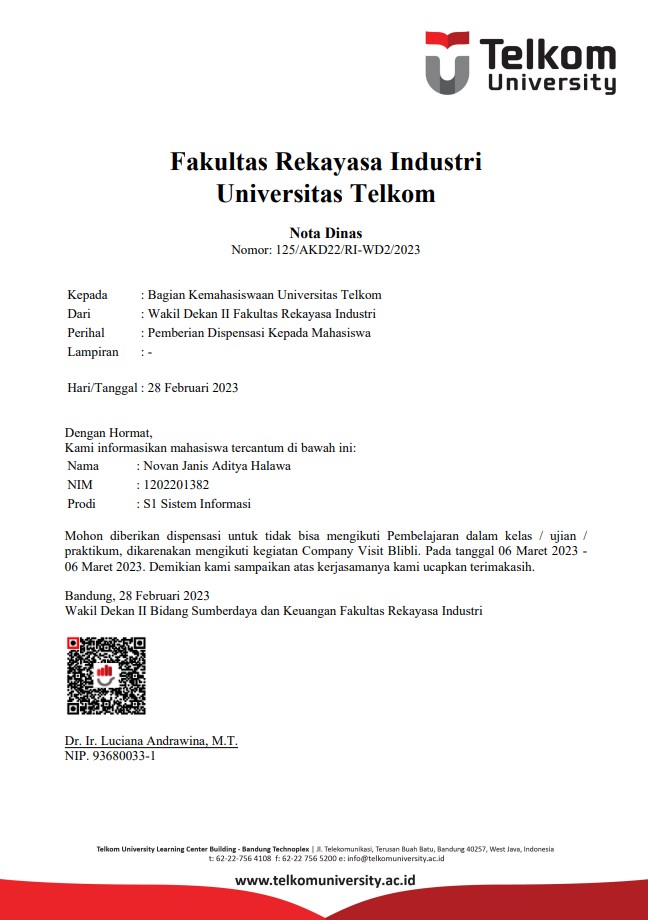 Telkom
University
Fakultas Rekayasa Industri
Universitas Telkom
Nota Dinas
Nomor: 125/AKD22/RI-WD2/2023
Kepada : Bagian Kemahasiswaan Universitas Telkom
Dari : Wakil Dekan II Fakultas Rekayasa Industri
Perihal : Pemberian Dispensasi Kepada Mahasiswa
Lampiran : -
Hari/Tanggal : 28 Februari 2023
Dengan Hormat,
Kami informasikan mahasiswa tercantum di bawah ini:
Nama : Novan Janis Aditya Halawa
NIM : 1202201382
Prodi : S1 Sistem Informasi
Mohon diberikan dispensasi untuk tidak bisa mengikuti Pembelajaran dalam kelas / ujian /
praktikum, dikarenakan mengikuti kegiatan Company Visit Blibli. Pada tanggal 06 Maret 2023 -
06 Maret 2023. Demikian kami sampaikan atas kerjasamanya kami ucapkan terimakasih.
Bandung, 28 Februari 2023
Wakil Dekan II Bidang Sumberdaya dan Keuangan Fakultas Rekayasa Industri
Dr. Ir. Luciana Andrawina, M.T.
NIP. 93680033-1
Telkom University Learning Center Building - Bandung Technoplex | Jl. Telekomunikasi, Terusan Buah Batu, Bandung 40257, West Java, Indonesia
t: 62-22-756 4108 f: 62-22 756 5200 e: info@telkomuniversity.ac.id
www.telkomuniversity.ac.id